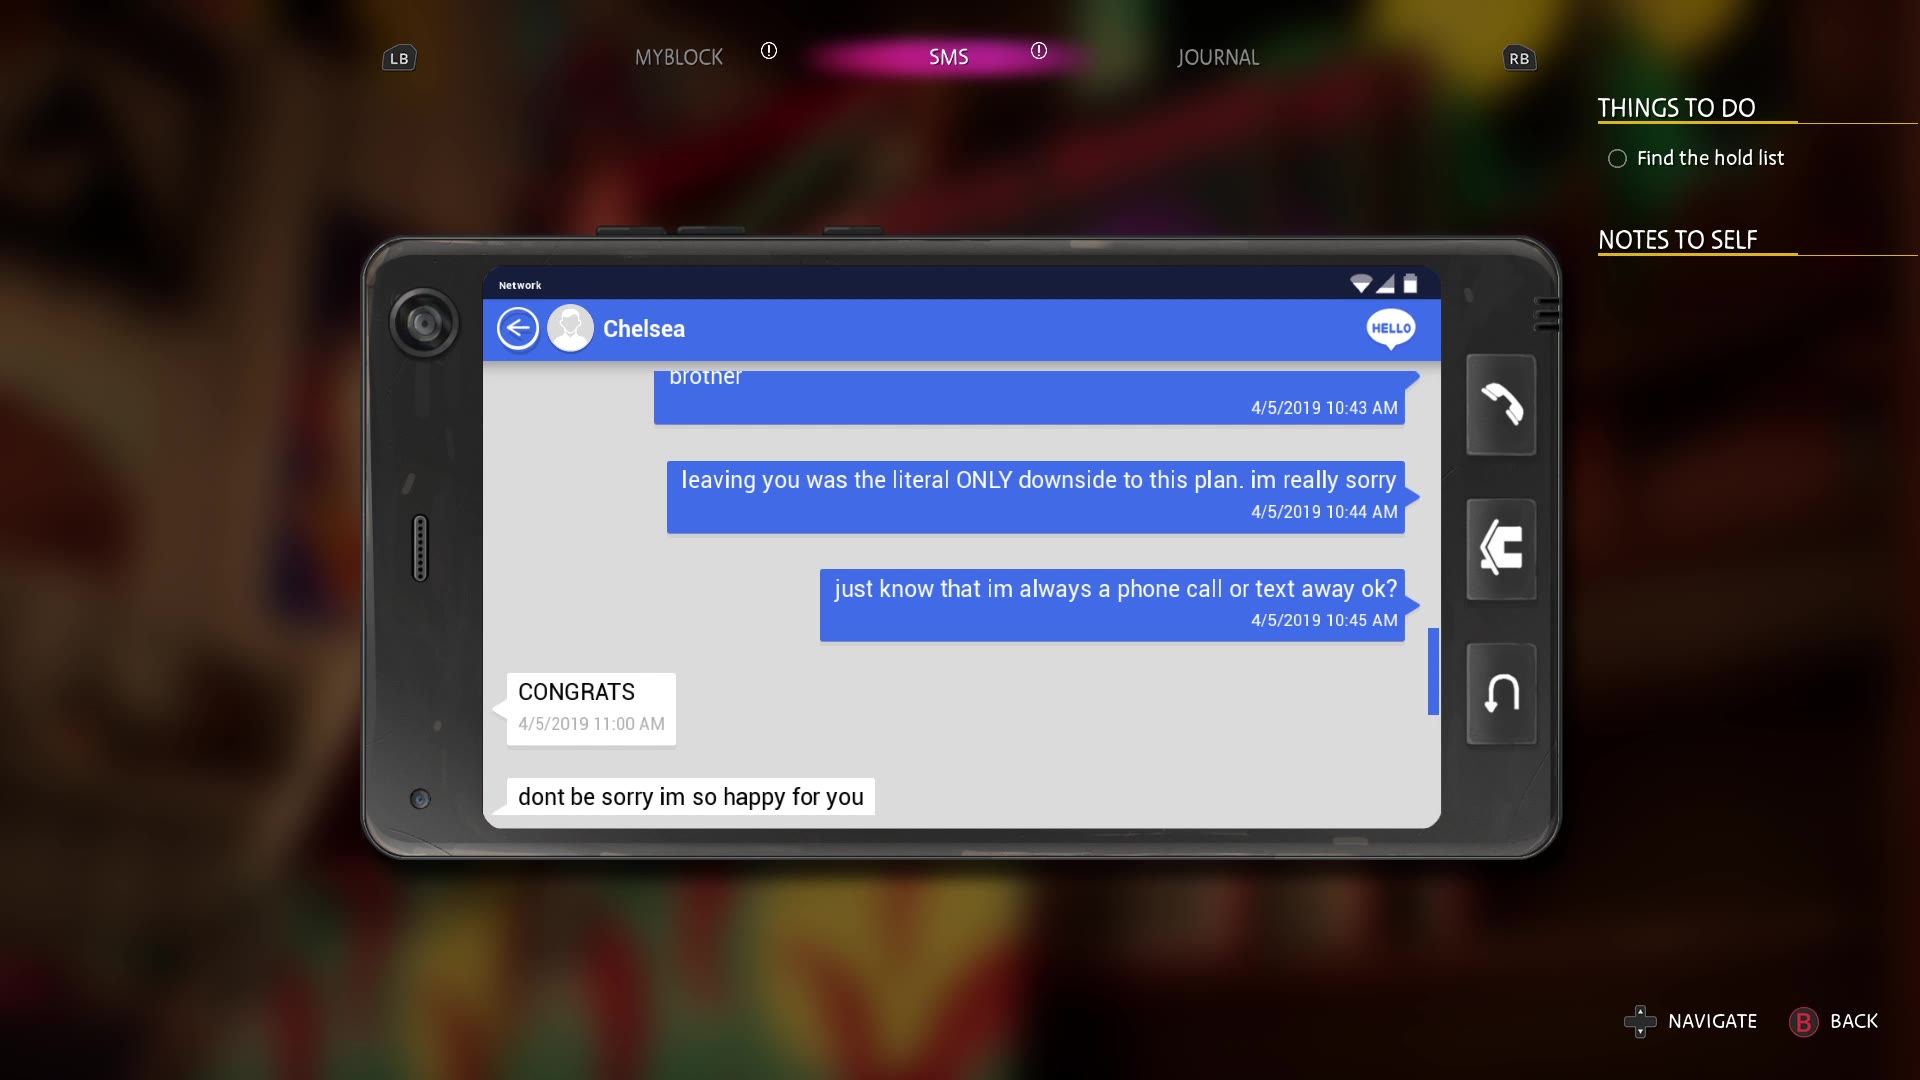 LB
MYBLOCK
SMS
JOURNAL
RB
THINGS TO DO
Find the hold list
NOTES TO SELF
Network
Chelsea
HELLO
brother
4/5/2019 10:43 AM
leaving you was the literal ONLY downside to this plan. im really sorry
4/5/2019 10:44 AM
just know that im always a phone call or text away ok?
4/5/2019 10:45 AM
CONGRATS
4/5/2019 11:00 AM
dont be sorry im so happy for you
NAVIGATE
B BACK